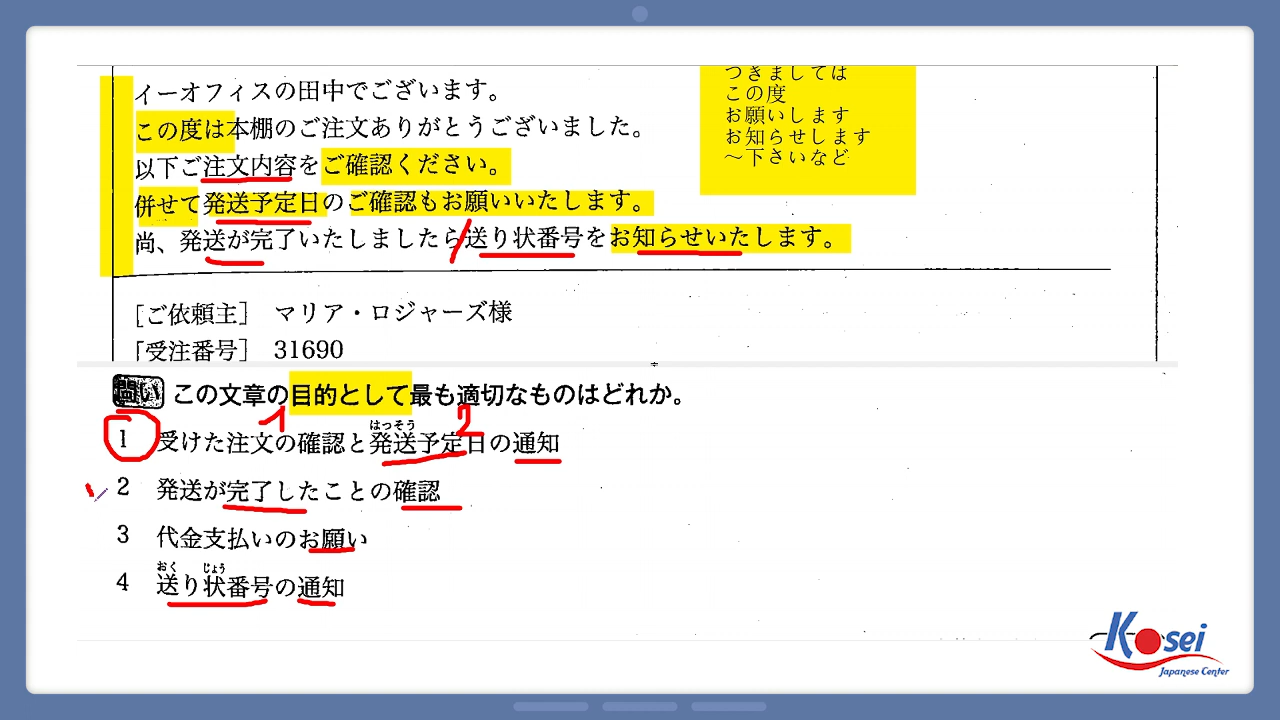 つきましては
この度
お願いします
お知らせします
～下さいなど
イーオフィスの田中でございます。
この度は本棚のご注文ありがとうございました。
以下ご注文内容をご確認ください。
併せて発送予定日のご確認もお願いいたします。
尚、発送が完了いたしましたら/送り状番号をお知らせいたします。
[ご依頼主] マリア・ロジャーズ様
[受注番号] 31690
問い この文章の目的として最も適切なものはどれか。
1 2
はっそう
1 受けた注文の確認と発送予定日の通知
2 発送が完了したことの確認
3 代金支払いのお願い
おく じょう
4 送り状番号の通知
Kosei
Japanese Center